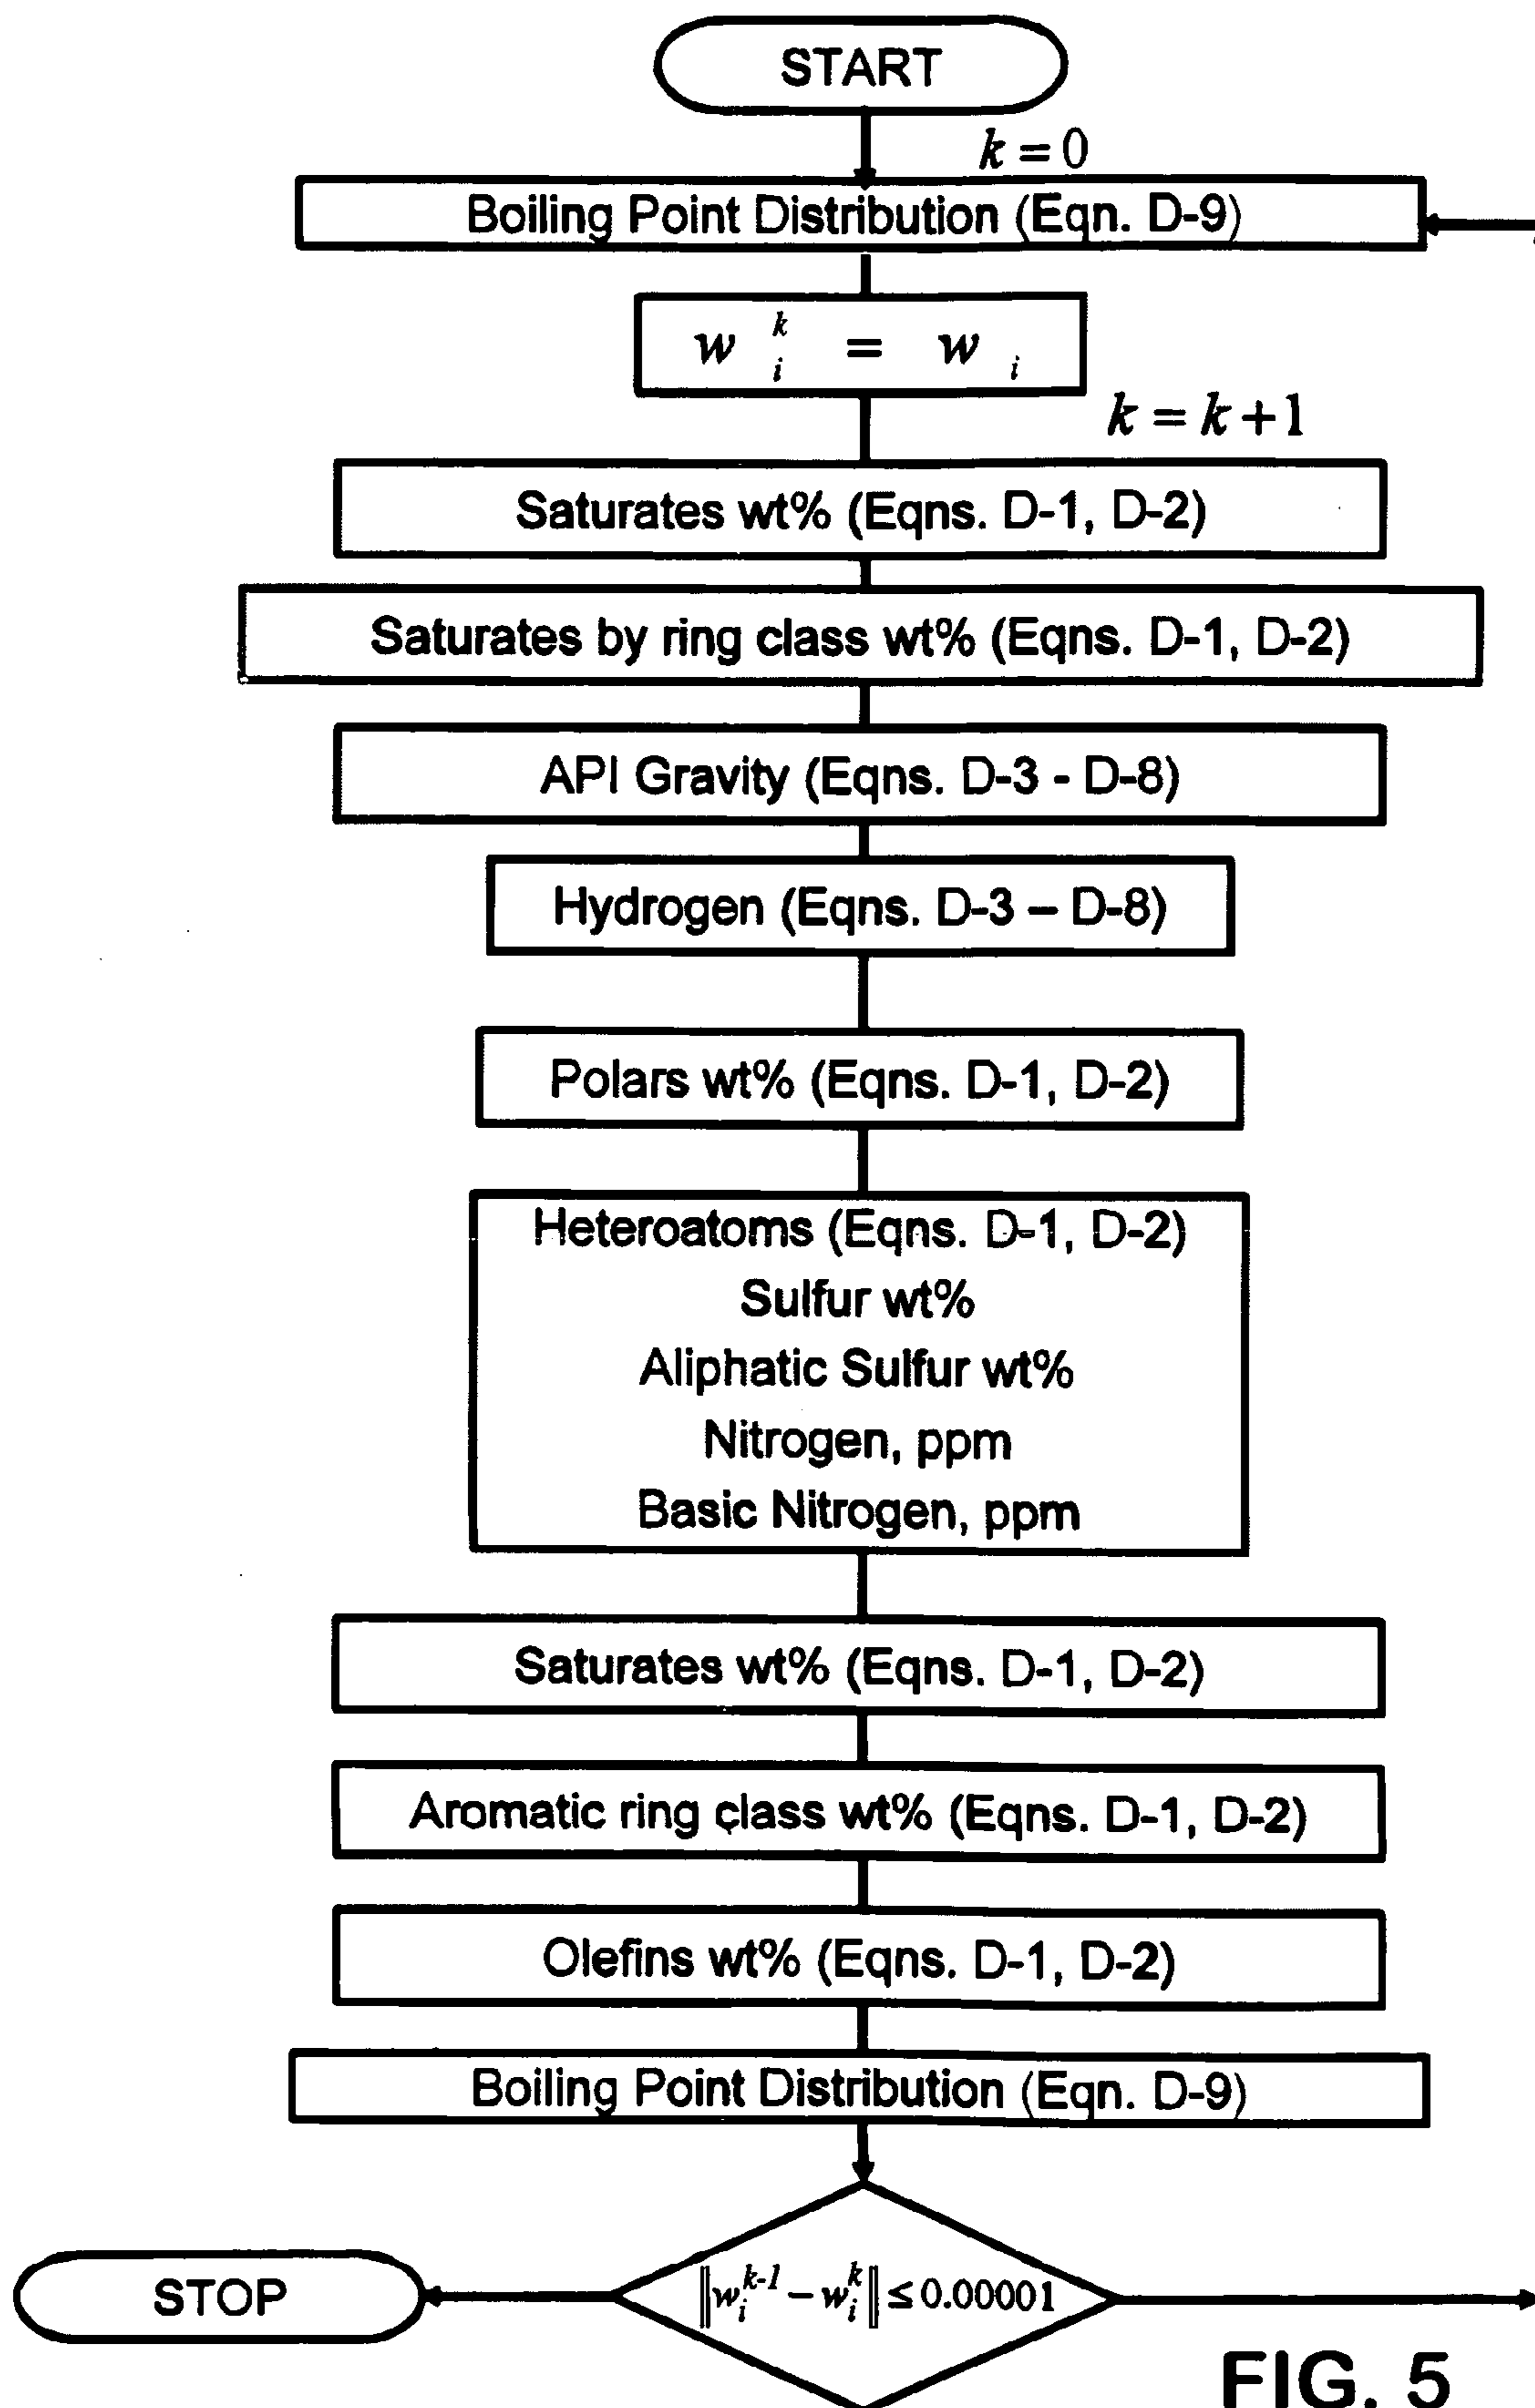 START
k = 0
Boiling Point Distribution (Eqn. D-9)
w i k = w i
k = k + 1
Saturates wt% (Eqns. D-1, D-2)
Saturates by ring class wt% (Eqns. D-1, D-2)
API Gravity (Eqns. D-3 - D-8)
Hydrogen (Eqns. D-3 – D-8)
Polars wt% (Eqns. D-1, D-2)
Heteroatoms (Eqns. D-1, D-2)
Sulfur wt%
Aliphatic Sulfur wt%
Nitrogen, ppm
Basic Nitrogen, ppm
Saturates wt% (Eqns. D-1, D-2)
Aromatic ring class wt% (Eqns. D-1, D-2)
Olefins wt% (Eqns. D-1, D-2)
Boiling Point Distribution (Eqn. D-9)
‖w i k-1 – w i k‖ ≤ 0.00001
STOP
FIG. 5